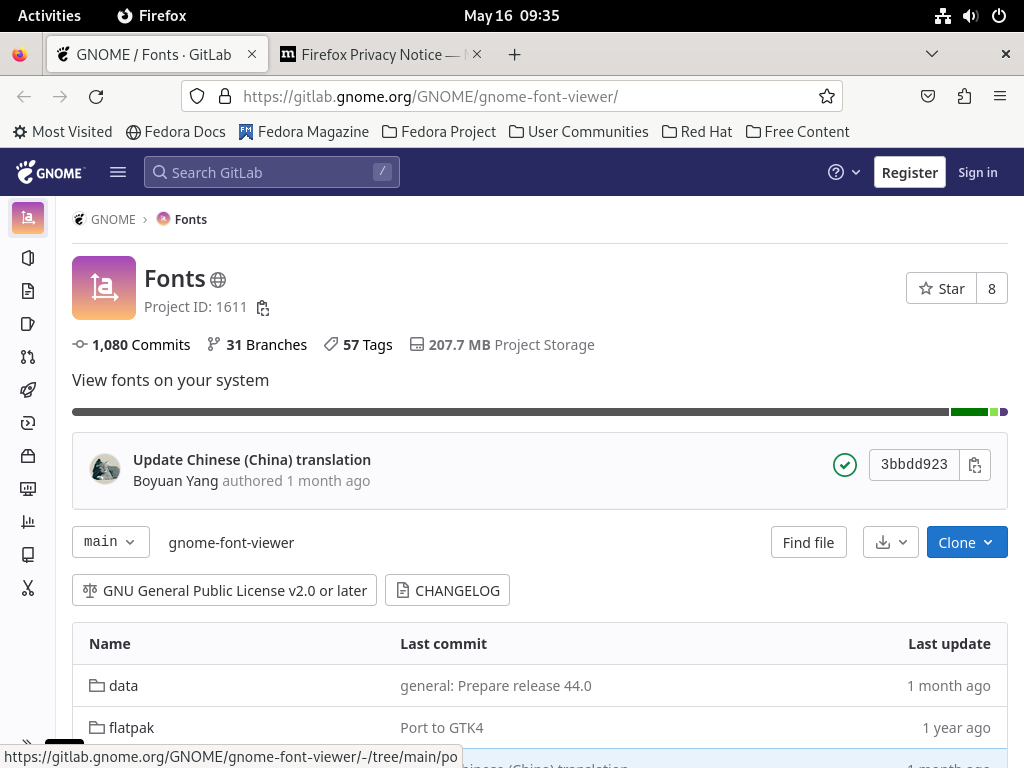 Activities Firefox May 16 09:35
GNOME / Fonts · GitLab Firefox Privacy Notice —
https://gitlab.gnome.org/GNOME/gnome-font-viewer/
Most Visited Fedora Docs Fedora Magazine Fedora Project User Communities Red Hat Free Content
GNOME Search GitLab / Register Sign in
GNOME › Fonts
Fonts
Star 8
Project ID: 1611
1,080 Commits 31 Branches 57 Tags 207.7 MB Project Storage
View fonts on your system
Update Chinese (China) translation
Boyuan Yang authored 1 month ago
3bbdd923
main gnome-font-viewer Find file Clone
GNU General Public License v2.0 or later CHANGELOG
Name Last commit Last update
data general: Prepare release 44.0 1 month ago
flatpak Port to GTK4 1 year ago
https://gitlab.gnome.org/GNOME/gnome-font-viewer/-/tree/main/po
(China) translation 1 month ago